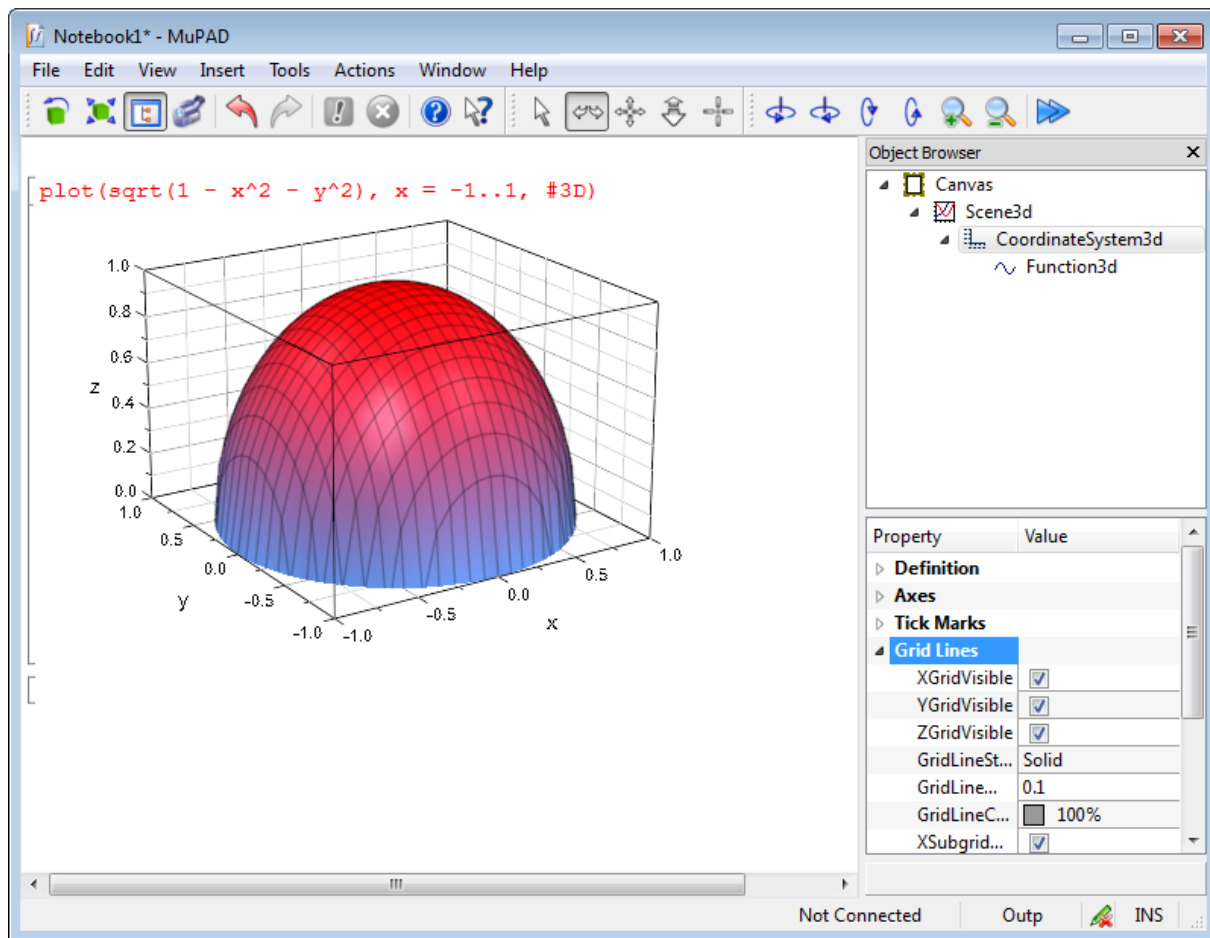 Notebook1* - MuPAD
File Edit View Insert Tools Actions Window Help
plot(sqrt(1 - x^2 - y^2), x = -1..1, #3D)
1.0
0.8
0.6
z
0.4
0.2
0.0
1.0
0.5
0.0
y
-0.5
-1.0
-1.0
-0.5
0.0
x
0.5
1.0
Object Browser
Canvas
Scene3d
CoordinateSystem3d
Function3d
Property Value
Definition
Axes
Tick Marks
Grid Lines
XGridVisible
YGridVisible
ZGridVisible
GridLineSt... Solid
GridLine... 0.1
GridLineC... 100%
XSubgrid...
Not Connected Outp INS